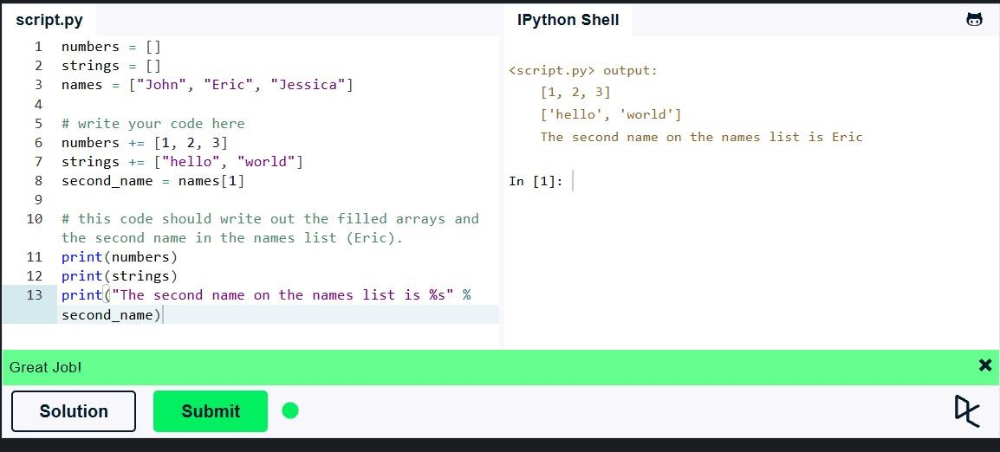 script.py
1 numbers = []
2 strings = []
3 names = ["John", "Eric", "Jessica"]
4
5 # write your code here
6 numbers += [1, 2, 3]
7 strings += ["hello", "world"]
8 second_name = names[1]
9
10 # this code should write out the filled arrays and
the second name in the names list (Eric).
11 print(numbers)
12 print(strings)
13 print("The second name on the names list is %s" %
second_name)
IPython Shell
<script.py> output:
[1, 2, 3]
['hello', 'world']
The second name on the names list is Eric
In [1]:
Great Job!
Solution
Submit